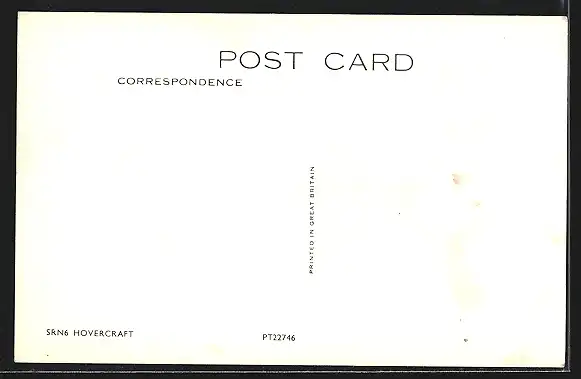 POST CARD
CORRESPONDENCE
PRINTED IN GREAT BRITAIN
SRN6 HOVERCRAFT
PT22746